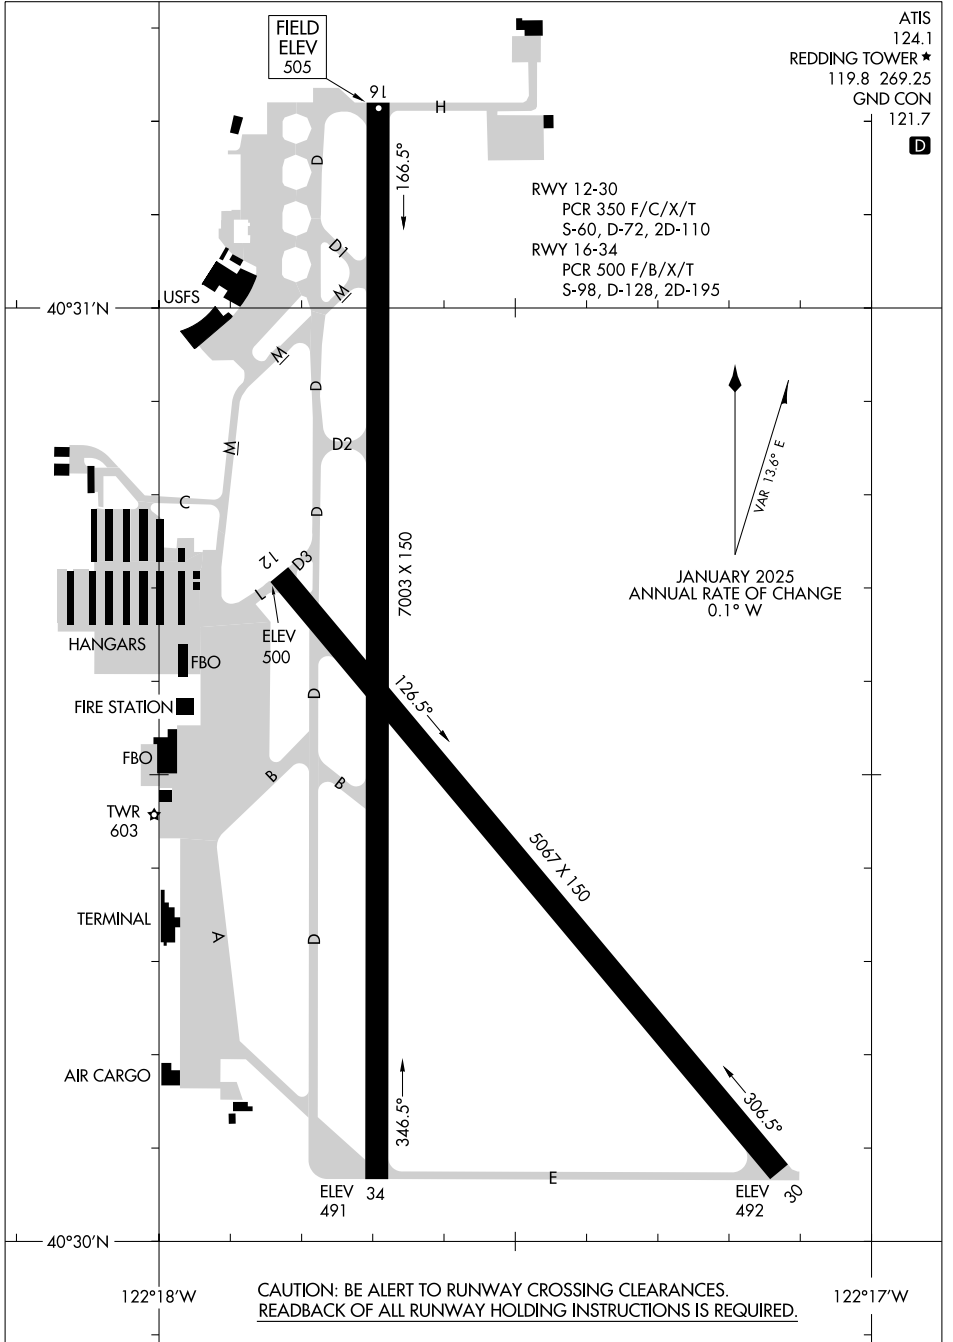 ATIS
124.1
REDDING TOWER ★
119.8 269.25
GND CON
121.7
D
FIELD
ELEV
505
16
H
D
166.5°
RWY 12-30
PCR 350 F/C/X/T
S-60, D-72, 2D-110
RWY 16-34
PCR 500 F/B/X/T
S-98, D-128, 2D-195
D1
M
USFS
40°31'N
M
D
VAR 13.6° E
D2
M
C
D
7003 X 150
12
D3
L
JANUARY 2025
ANNUAL RATE OF CHANGE
0.1° W
ELEV
500
HANGARS
FBO
D
126.5°
FIRE STATION
FBO
B
B
TWR
603
5067 X 150
TERMINAL
A
D
AIR CARGO
346.5°
306.5°
E
ELEV
491
34
ELEV
492
30
40°30'N
122°18'W
122°17'W
CAUTION: BE ALERT TO RUNWAY CROSSING CLEARANCES.
READBACK OF ALL RUNWAY HOLDING INSTRUCTIONS IS REQUIRED.